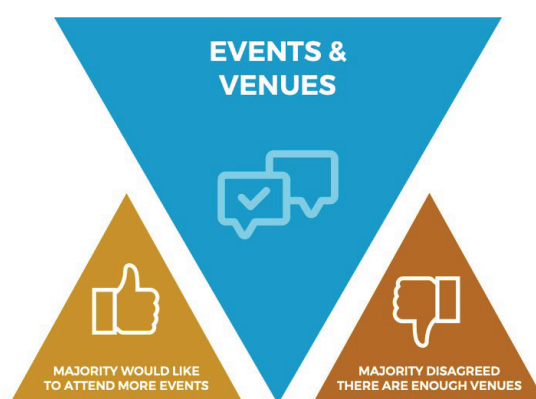 EVENTS &
VENUES
MAJORITY WOULD LIKE
TO ATTEND MORE EVENTS
MAJORITY DISAGREED
THERE ARE ENOUGH VENUES